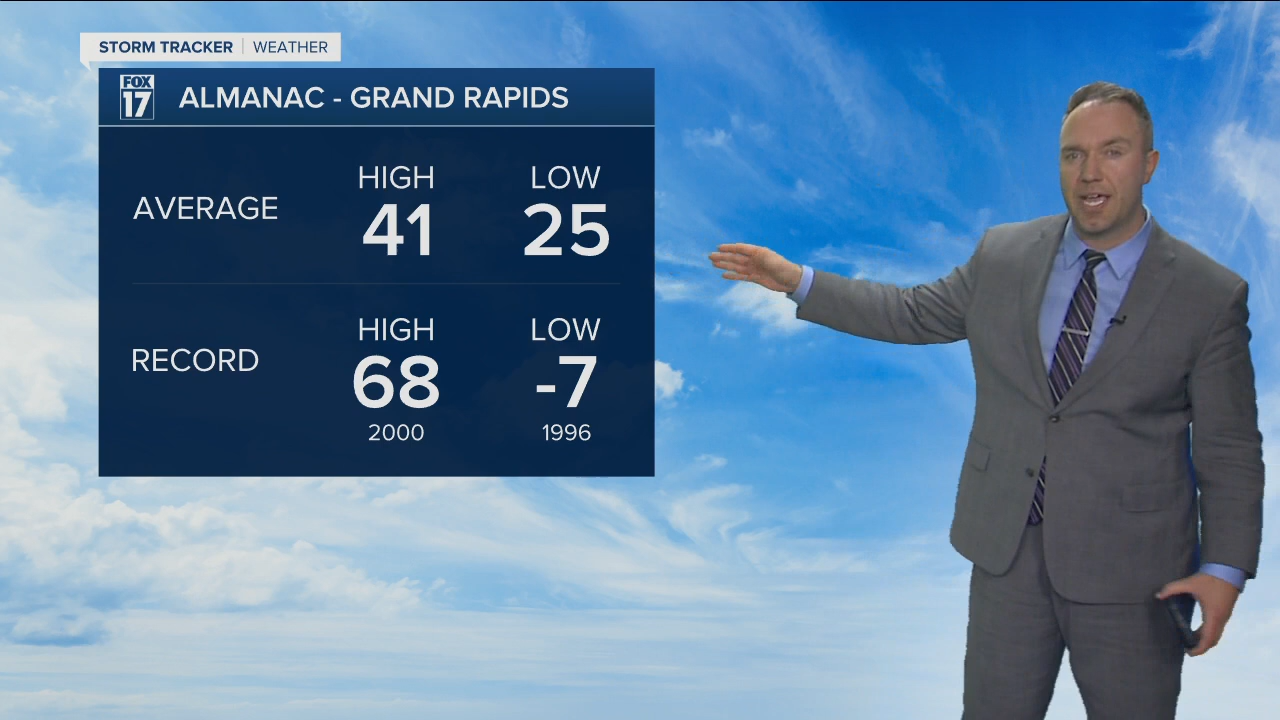 STORM TRACKER | WEATHER
FOX
17
ALMANAC - GRAND RAPIDS
HIGH LOW
AVERAGE 41 25
HIGH LOW
RECORD 68 -7
2000 1996